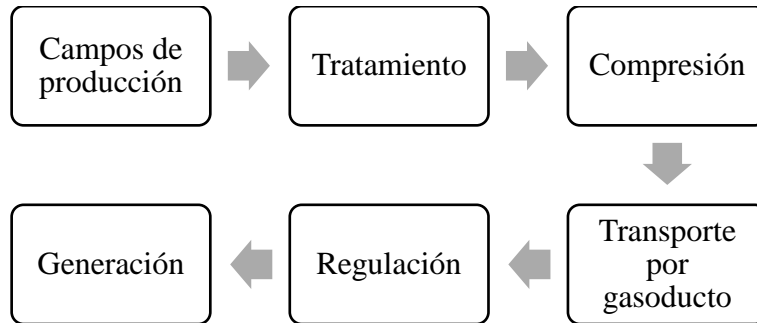 Campos de
producción
Tratamiento
Compresión
Transporte
por
gasoducto
Regulación
Generación